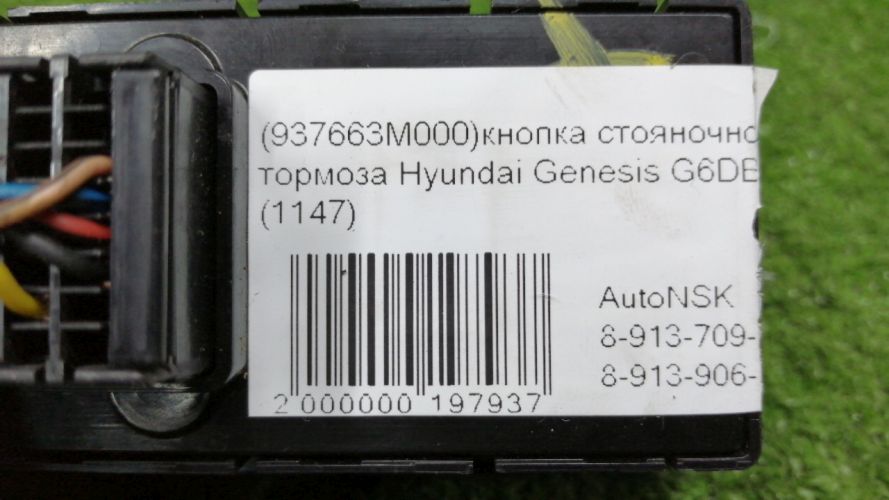 (937663M000)кнопка стояночно
тормоза Hyundai Genesis G6DB
(1147)
AutoNSK
8-913-709-
8-913-906-
2 000000 197937